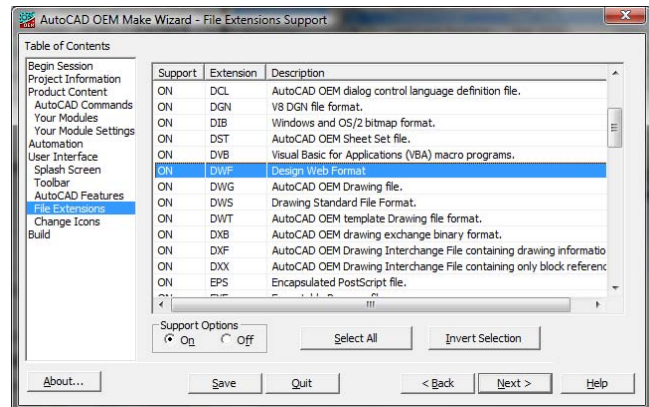 AutoCAD OEM Make Wizard - File Extensions Support
Table of Contents
Begin Session
Project Information
Product Content
AutoCAD Commands
Your Modules
Your Module Settings
Automation
User Interface
Splash Screen
Toolbar
AutoCAD Features
File Extensions
Change Icons
Build
Support Extension Description
ON DCL AutoCAD OEM dialog control language definition file.
ON DGN V8 DGN file format.
ON DIB Windows and OS/2 bitmap format.
ON DST AutoCAD OEM Sheet Set file.
ON DVB Visual Basic for Applications (VBA) macro programs.
ON DWF Design Web Format
ON DWG AutoCAD OEM Drawing file.
ON DWS Drawing Standard File Format.
ON DWT AutoCAD OEM template Drawing file format.
ON DXB AutoCAD OEM drawing exchange binary format.
ON DXF AutoCAD OEM Drawing Interchange File containing drawing informatio
ON DXX AutoCAD OEM Drawing Interchange File containing only block referenc
ON EPS Encapsulated PostScript file.
Support Options
On Off
Select All
Invert Selection
About... Save Quit < Back Next > Help